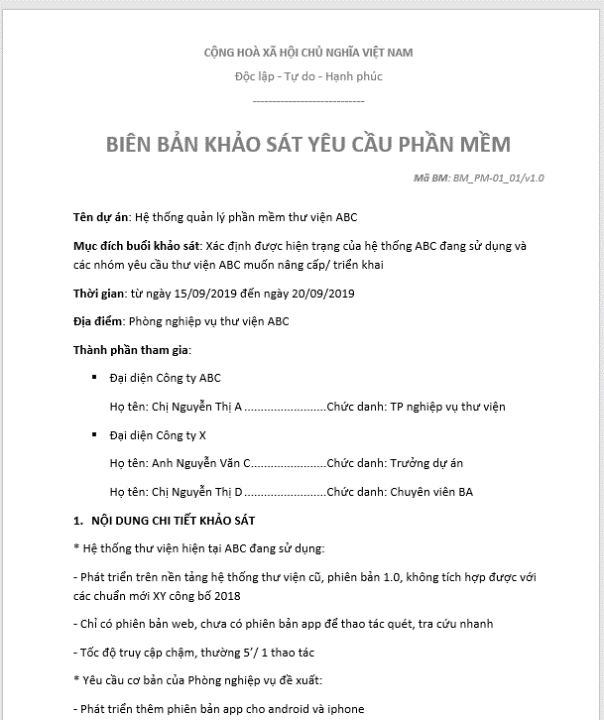 CỘNG HOÀ XÃ HỘI CHỦ NGHĨA VIỆT NAM
Độc lập - Tự do - Hạnh phúc
----------------------------
BIÊN BẢN KHẢO SÁT YÊU CẦU PHẦN MỀM
Mã BM: BM_PM-01_01/v1.0
Tên dự án: Hệ thống quản lý phần mềm thư viện ABC
Mục đích buổi khảo sát: Xác định được hiện trạng của hệ thống ABC đang sử dụng và
các nhóm yêu cầu thư viện ABC muốn nâng cấp/ triển khai
Thời gian: từ ngày 15/09/2019 đến ngày 20/09/2019
Địa điểm: Phòng nghiệp vụ thư viện ABC
Thành phần tham gia:
▪ Đại diện Công ty ABC
Họ tên: Chị Nguyễn Thị A .........................Chức danh: TP nghiệp vụ thư viện
▪ Đại diện Công ty X
Họ tên: Anh Nguyễn Văn C.......................Chức danh: Trưởng dự án
Họ tên: Chị Nguyễn Thị D .........................Chức danh: Chuyên viên BA
1. NỘI DUNG CHI TIẾT KHẢO SÁT
* Hệ thống thư viện hiện tại ABC đang sử dụng:
- Phát triển trên nền tảng hệ thống thư viện cũ, phiên bản 1.0, không tích hợp được với
các chuẩn mới XY công bố 2018
- Chỉ có phiên bản web, chưa có phiên bản app để thao tác quét, tra cứu nhanh
- Tốc độ truy cập chậm, thường 5’/ 1 thao tác
* Yêu cầu cơ bản của Phòng nghiệp vụ đề xuất:
- Phát triển thêm phiên bản app cho android và iphone